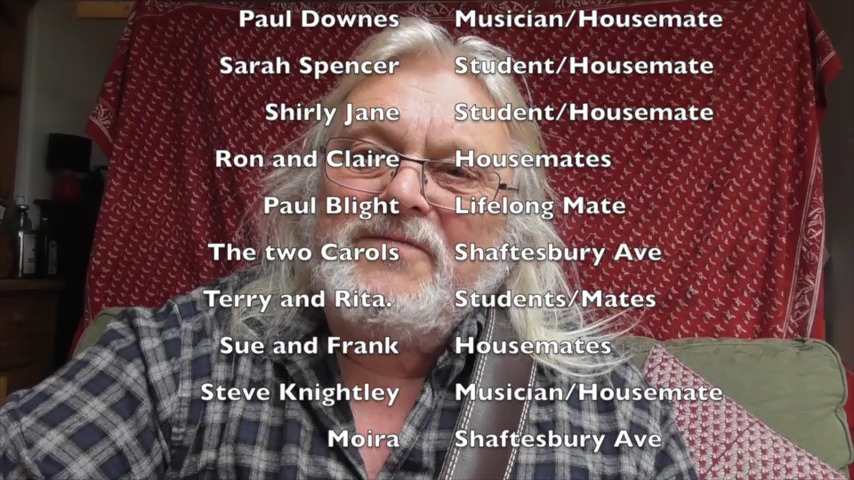 Paul Downes Musician/Housemate
Sarah Spencer Student/Housemate
Shirly Jane Student/Housemate
Ron and Claire Housemates
Paul Blight Lifelong Mate
The two Carols Shaftesbury Ave
Terry and Rita. Students/Mates
Sue and Frank Housemates
Steve Knightley Musician/Housemate
Moira Shaftesbury Ave